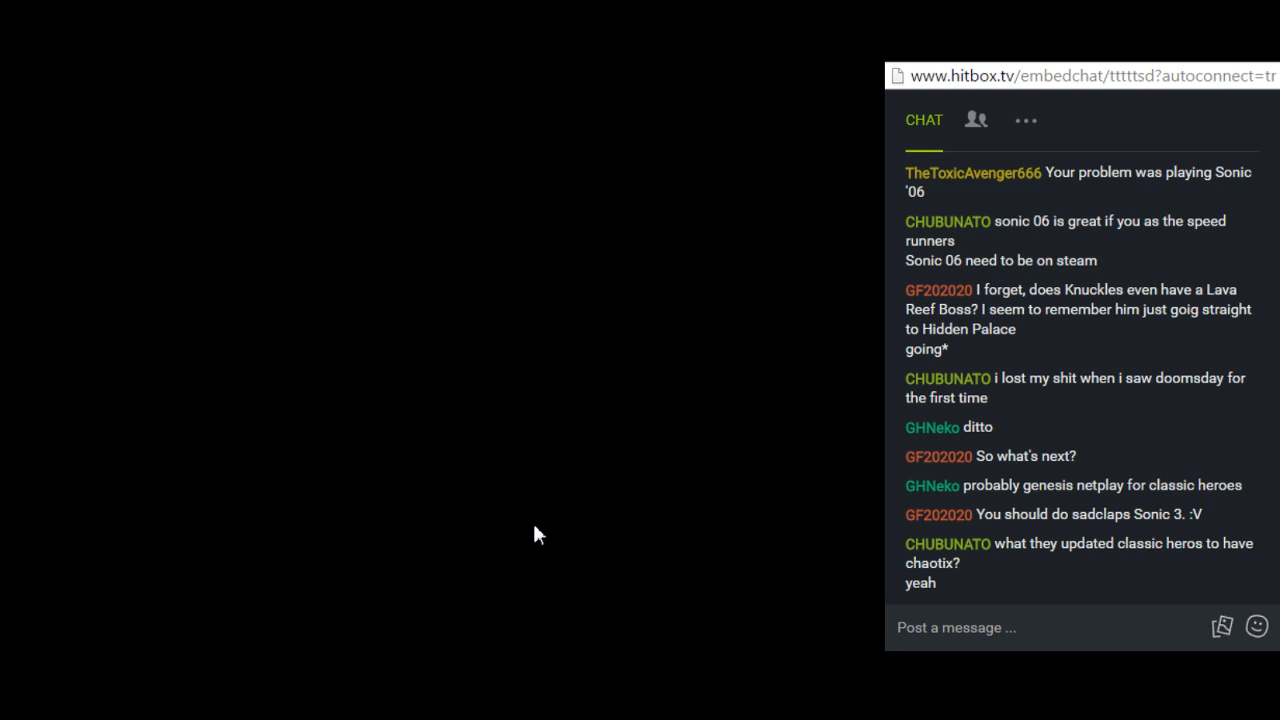 www.hitbox.tv/embedchat/tttttsd?autoconnect=tr
CHAT
TheToxicAvenger666 Your problem was playing Sonic
'06
CHUBUNATO sonic 06 is great if you as the speed
runners
Sonic 06 need to be on steam
GF202020 I forget, does Knuckles even have a Lava
Reef Boss? I seem to remember him just goig straight
to Hidden Palace
going*
CHUBUNATO i lost my shit when i saw doomsday for
the first time
GHNeko ditto
GF202020 So what's next?
GHNeko probably genesis netplay for classic heroes
GF202020 You should do sadclaps Sonic 3. :V
CHUBUNATO what they updated classic heros to have
chaotix?
yeah
Post a message ...